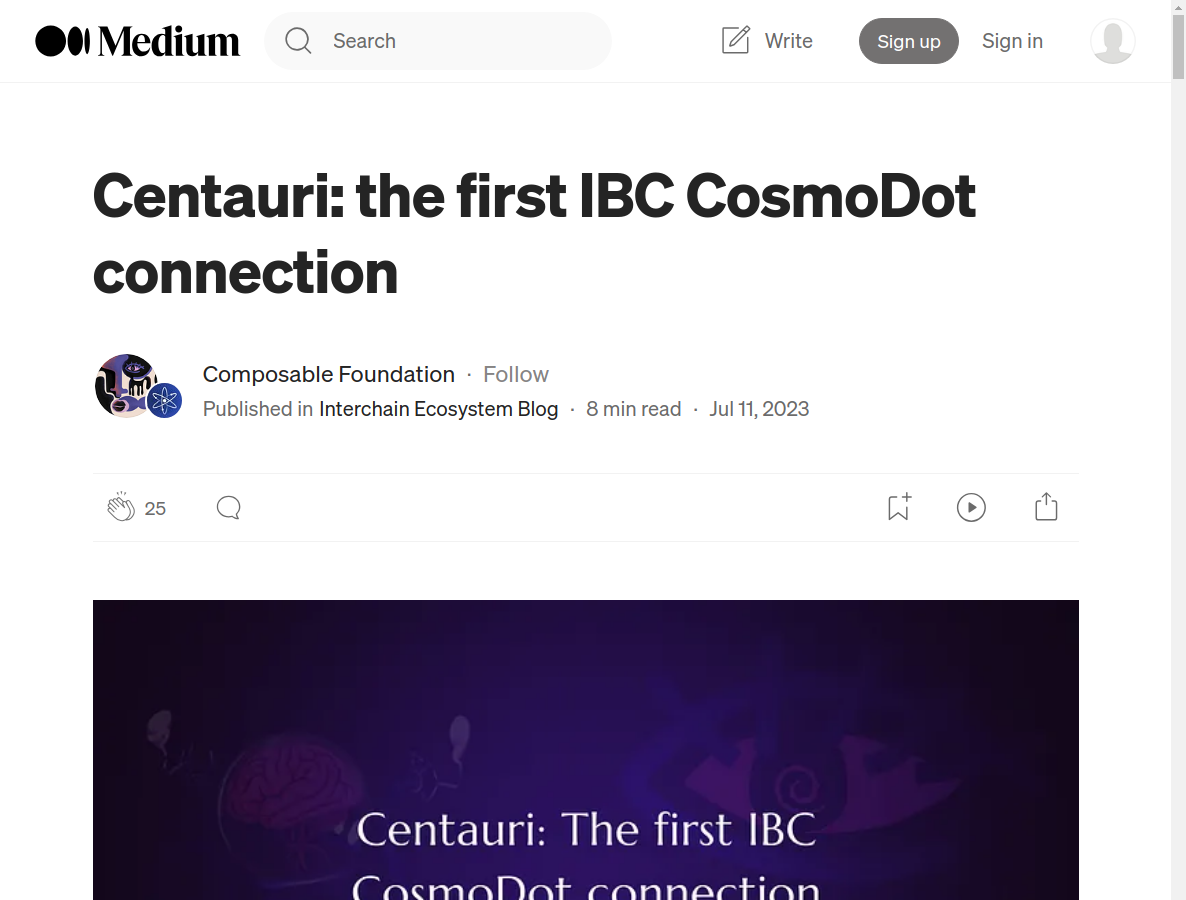 Medium
Search
Write
Sign up
Sign in
Centauri: the first IBC CosmoDot
connection
Composable Foundation · Follow
Published in Interchain Ecosystem Blog · 8 min read · Jul 11, 2023
25
Centauri: The first IBC
CosmoDot connection